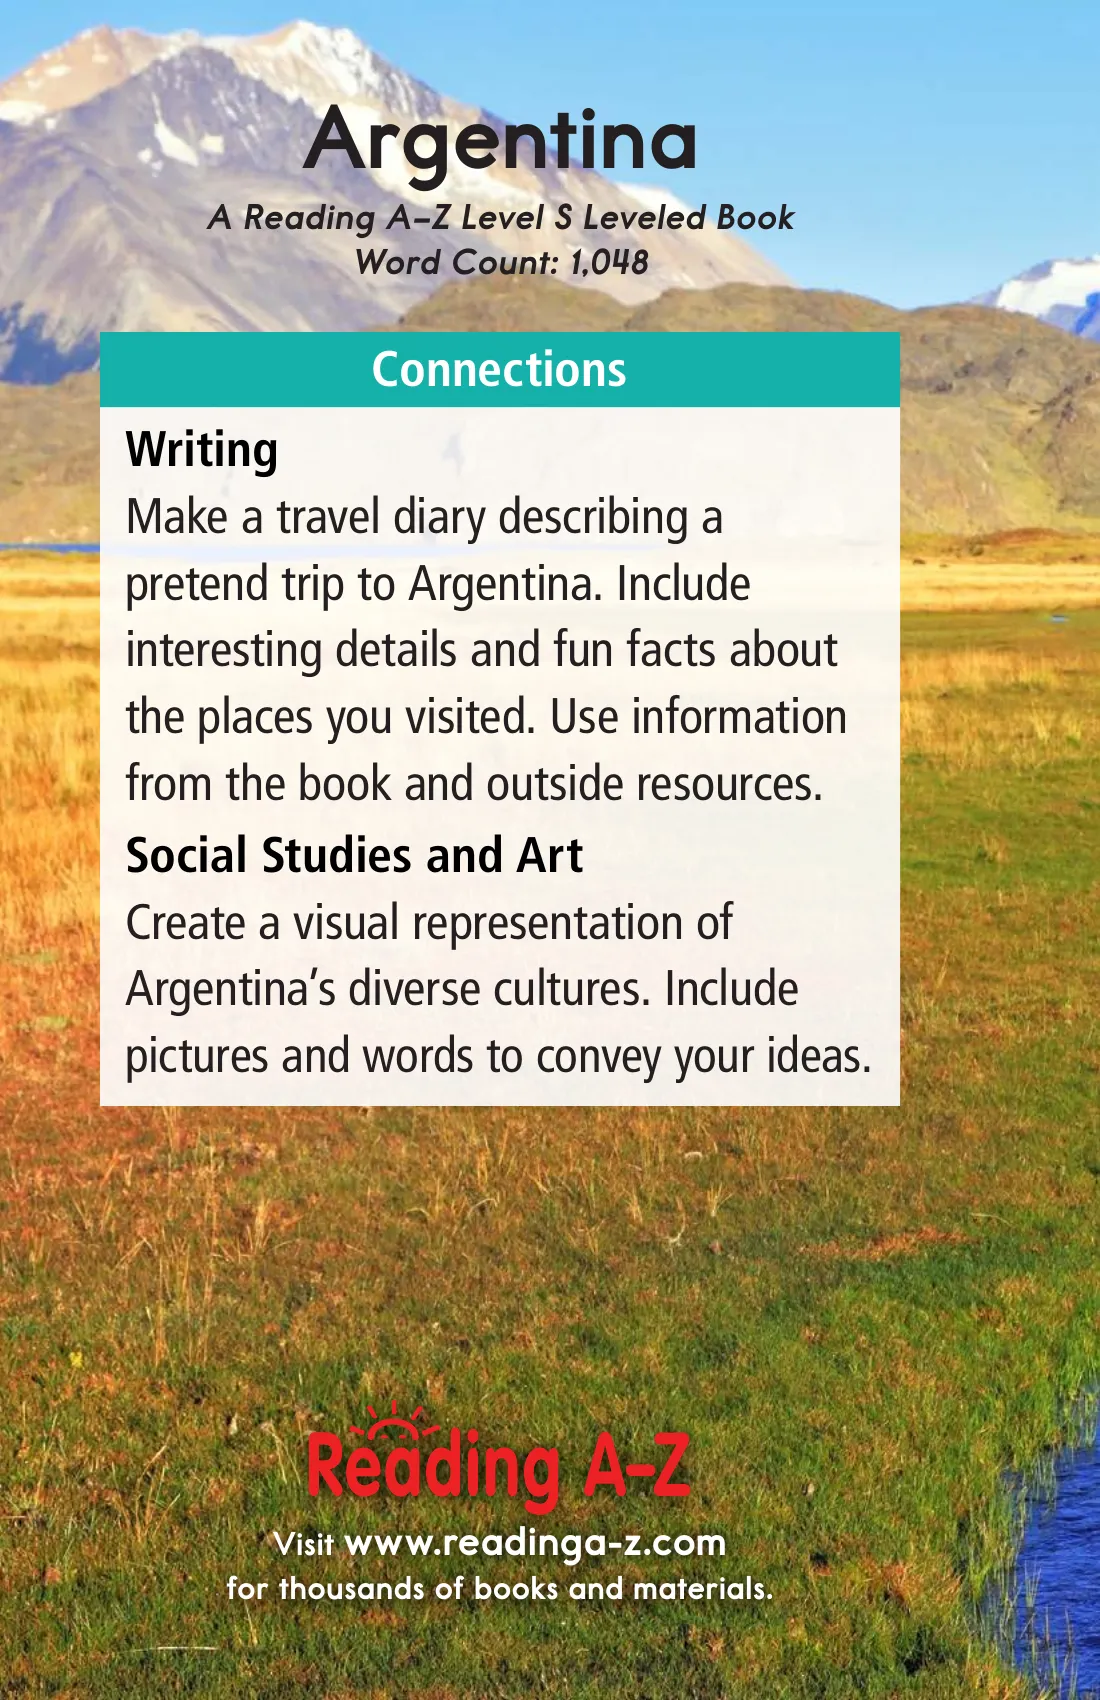 Argentina
A Reading A–Z Level S Leveled Book
Word Count: 1,048
Connections
Writing
Make a travel diary describing a
pretend trip to Argentina. Include
interesting details and fun facts about
the places you visited. Use information
from the book and outside resources.
Social Studies and Art
Create a visual representation of
Argentina’s diverse cultures. Include
pictures and words to convey your ideas.
Reading A-Z
Visit www.readinga-z.com
for thousands of books and materials.